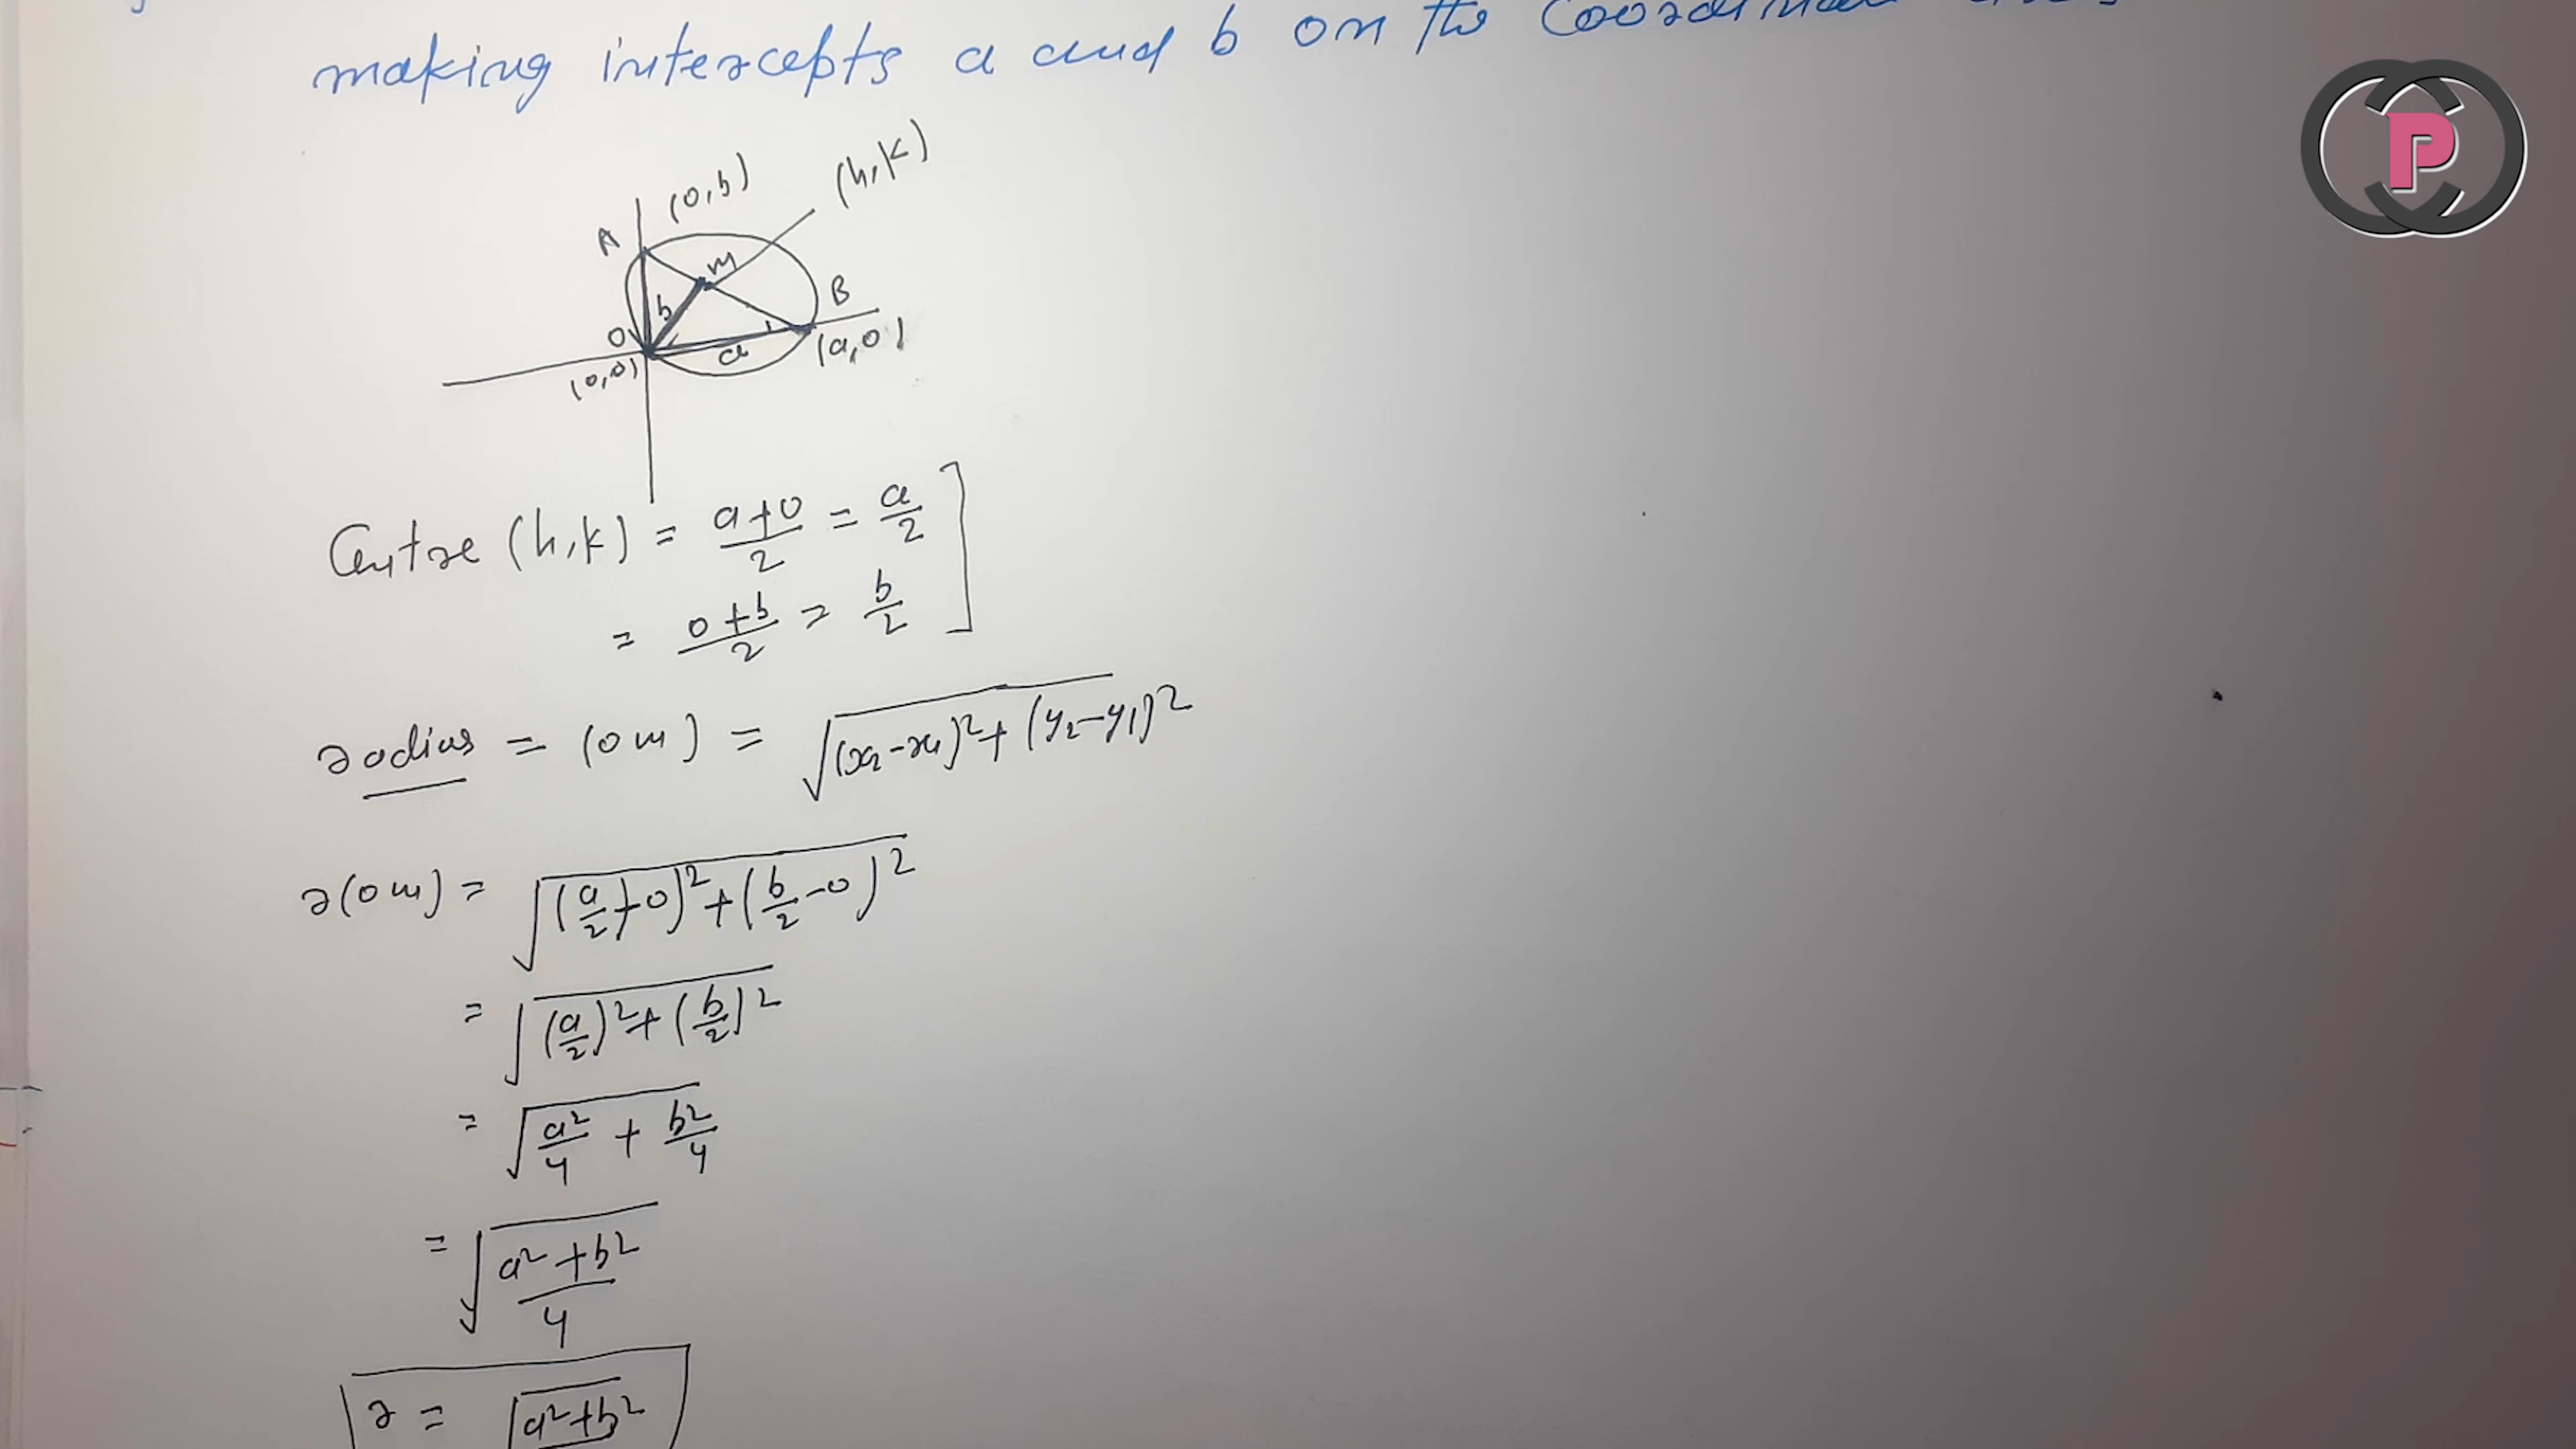 making intercepts a and b on the Coordinate
(0,b)
(h,k)
A
M
B
b
O
a
(a,0)
(0,0)
Centre (h,k) = a+0/2 = a/2
= 0+b/2 = b/2
radius = (OM) = √(x₂-x₁)²+(y₂-y₁)²
r(OM) = √(a/2-0)²+(b/2-0)²
= √(a/2)²+(b/2)²
= √a²/4 + b²/4
= √a²+b²/4
r = √a²+b²
P